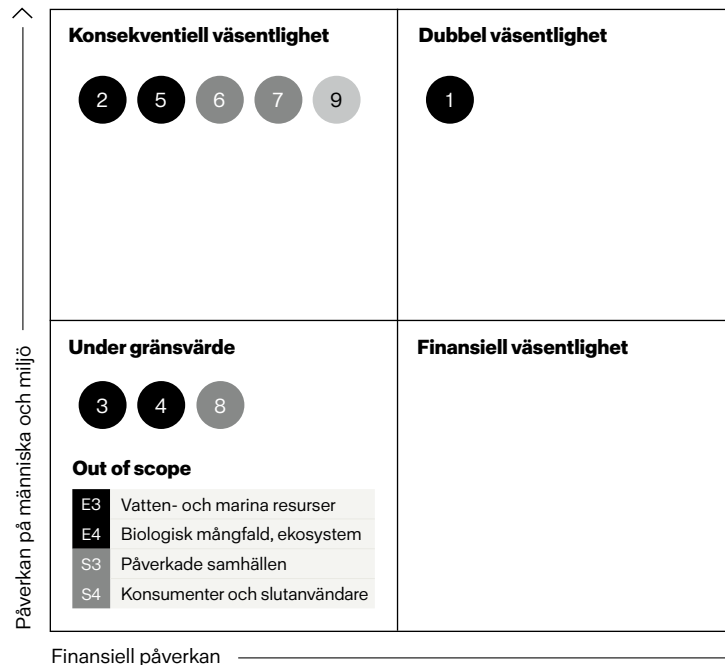 Konsekventiell väsentlighet
2 5 6 7 9
Dubbel väsentlighet
1
Under gränsvärde
3 4 8
Out of scope
E3 Vatten- och marina resurser
E4 Biologisk mångfald, ekosystem
S3 Påverkade samhällen
S4 Konsumenter och slutanvändare
Finansiell väsentlighet
Påverkan på människa och miljö
Finansiell påverkan